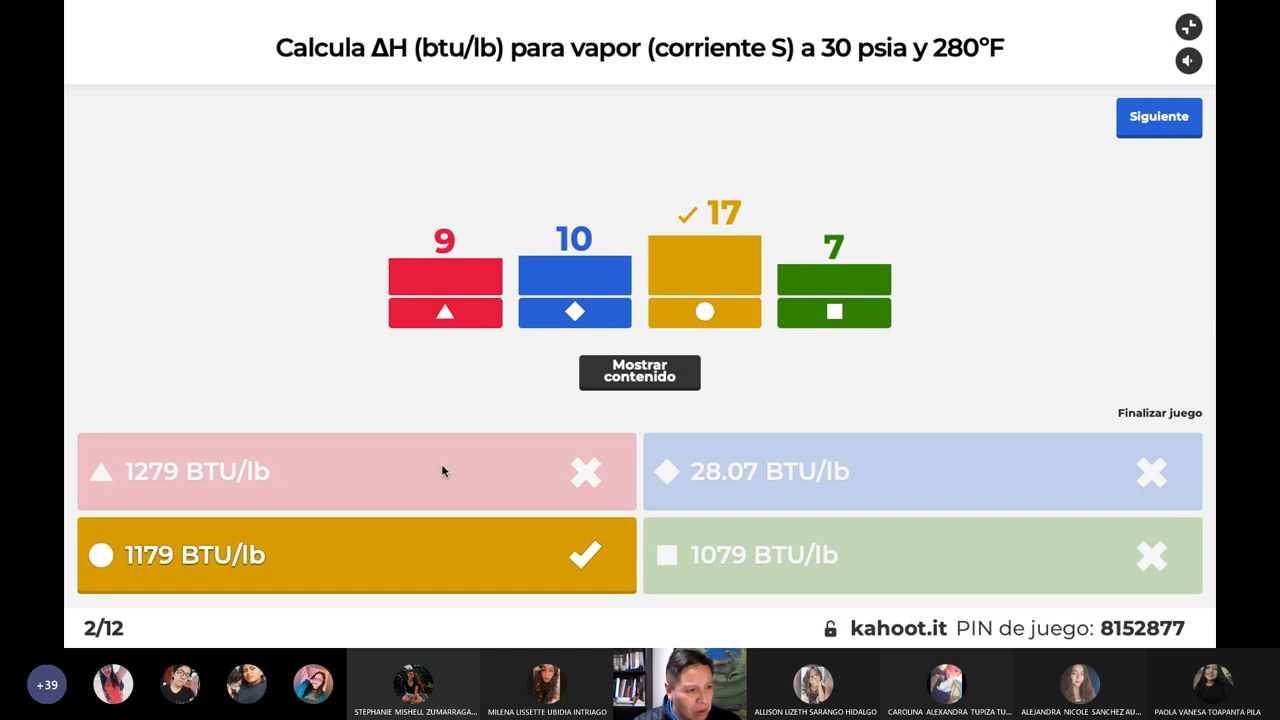 Calcula ΔH (btu/lb) para vapor (corriente S) a 30 psia y 280ºF
Siguiente
9
10
17
7
Mostrar
contenido
Finalizar juego
1279 BTU/lb
28.07 BTU/lb
1179 BTU/lb
1079 BTU/lb
2/12
kahoot.it PIN de juego: 8152877
+39
STEPHANIE MISHELL ZUMARRAGA...
MILENA LISSETTE UBIDIA INTRIAGO
ALLISON LIZETH SARANGO HIDALGO
CAROLINA ALEXANDRA TUPIZA TU...
ALEJANDRA NICOLE SANCHEZ AU...
PAOLA VANESA TOAPANTA PILA